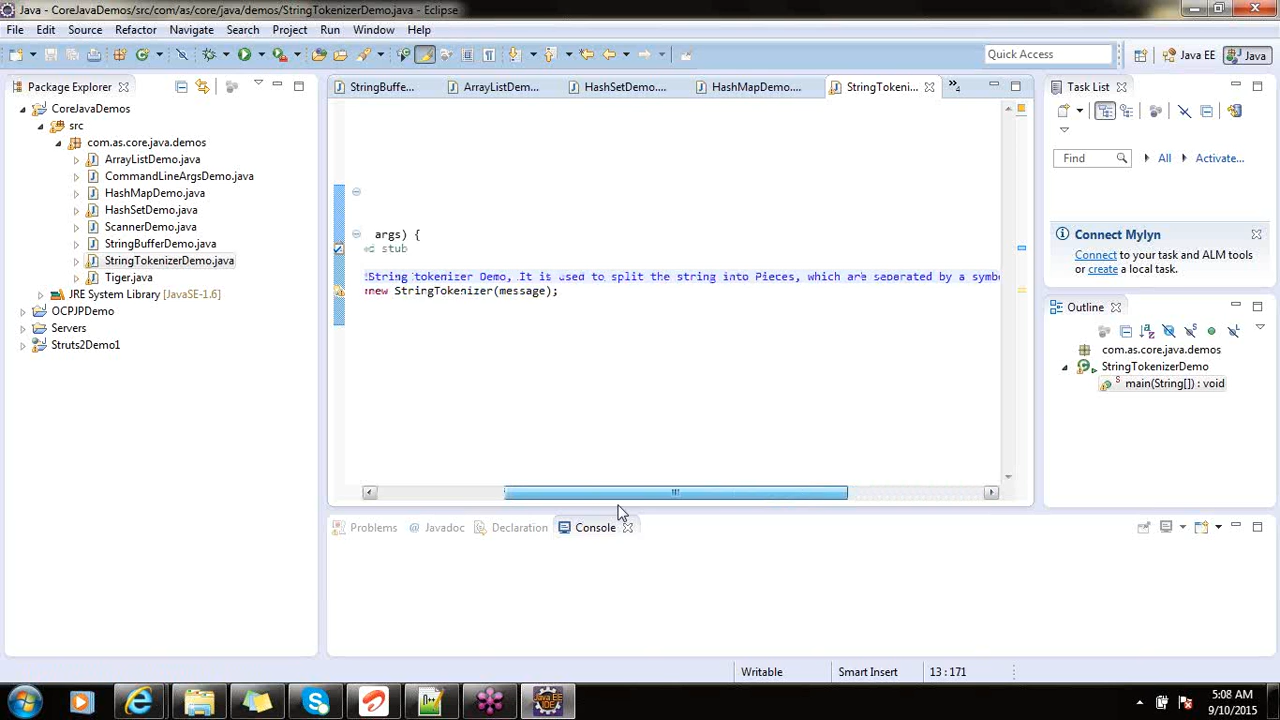 Java - CoreJavaDemos/src/com/as/core/java/demos/StringTokenizerDemo.java - Eclipse
File Edit Source Refactor Navigate Search Project Run Window Help
Quick Access Java EE Java
Package Explorer
CoreJavaDemos
src
com.as.core.java.demos
ArrayListDemo.java
CommandLineArgsDemo.java
HashMapDemo.java
HashSetDemo.java
ScannerDemo.java
StringBufferDemo.java
StringTokenizerDemo.java
Tiger.java
JRE System Library [JavaSE-1.6]
OCPJPDemo
Servers
Struts2Demo1
StringBuffe... ArrayListDem... HashSetDemo.... HashMapDemo.... StringTokeni... »4
args) {
stub
String tokenizer Demo, It is used to split the string into Pieces, which are separated by a symbo
new StringTokenizer(message);
Problems Javadoc Declaration Console
Task List
Find All Activate...
Connect Mylyn
Connect to your task and ALM tools
or create a local task.
Outline
com.as.core.java.demos
StringTokenizerDemo
main(String[]) : void
Writable Smart Insert 13 : 171
5:08 AM
9/10/2015